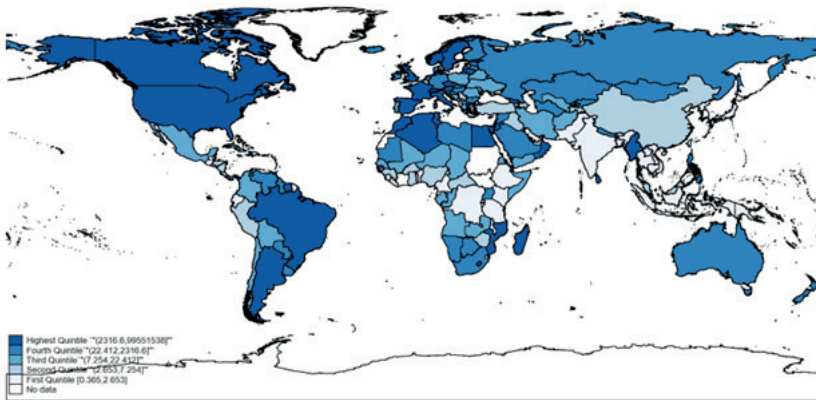 Highest Quintile ""(2316.6,99551538]""
Fourth Quintile ""(22.412,2316.6]""
Third Quintile ""(7.254,22.412]""
Second Quintile ""(2.653,7.254]""
First Quintile [0.365,2.653]
No data